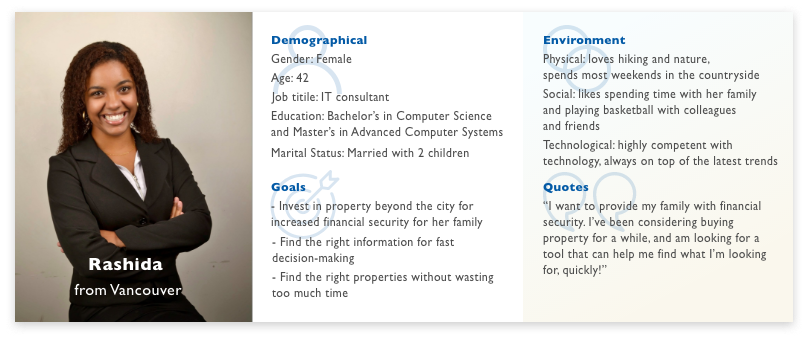 Rashida
from Vancouver
Demographical
Gender: Female
Age: 42
Job titile: IT consultant
Education: Bachelor's in Computer Science
and Master's in Advanced Computer Systems
Marital Status: Married with 2 children
Goals
- Invest in property beyond the city for
increased financial security for her family
- Find the right information for fast
decision-making
- Find the right properties without wasting
too much time
Environment
Physical: loves hiking and nature,
spends most weekends in the countryside
Social: likes spending time with her family
and playing basketball with colleagues
and friends
Technological: highly competent with
technology, always on top of the latest trends
Quotes
“I want to provide my family with financial
security. I've been considering buying
property for a while, and am looking for a
tool that can help me find what I'm looking
for, quickly!”